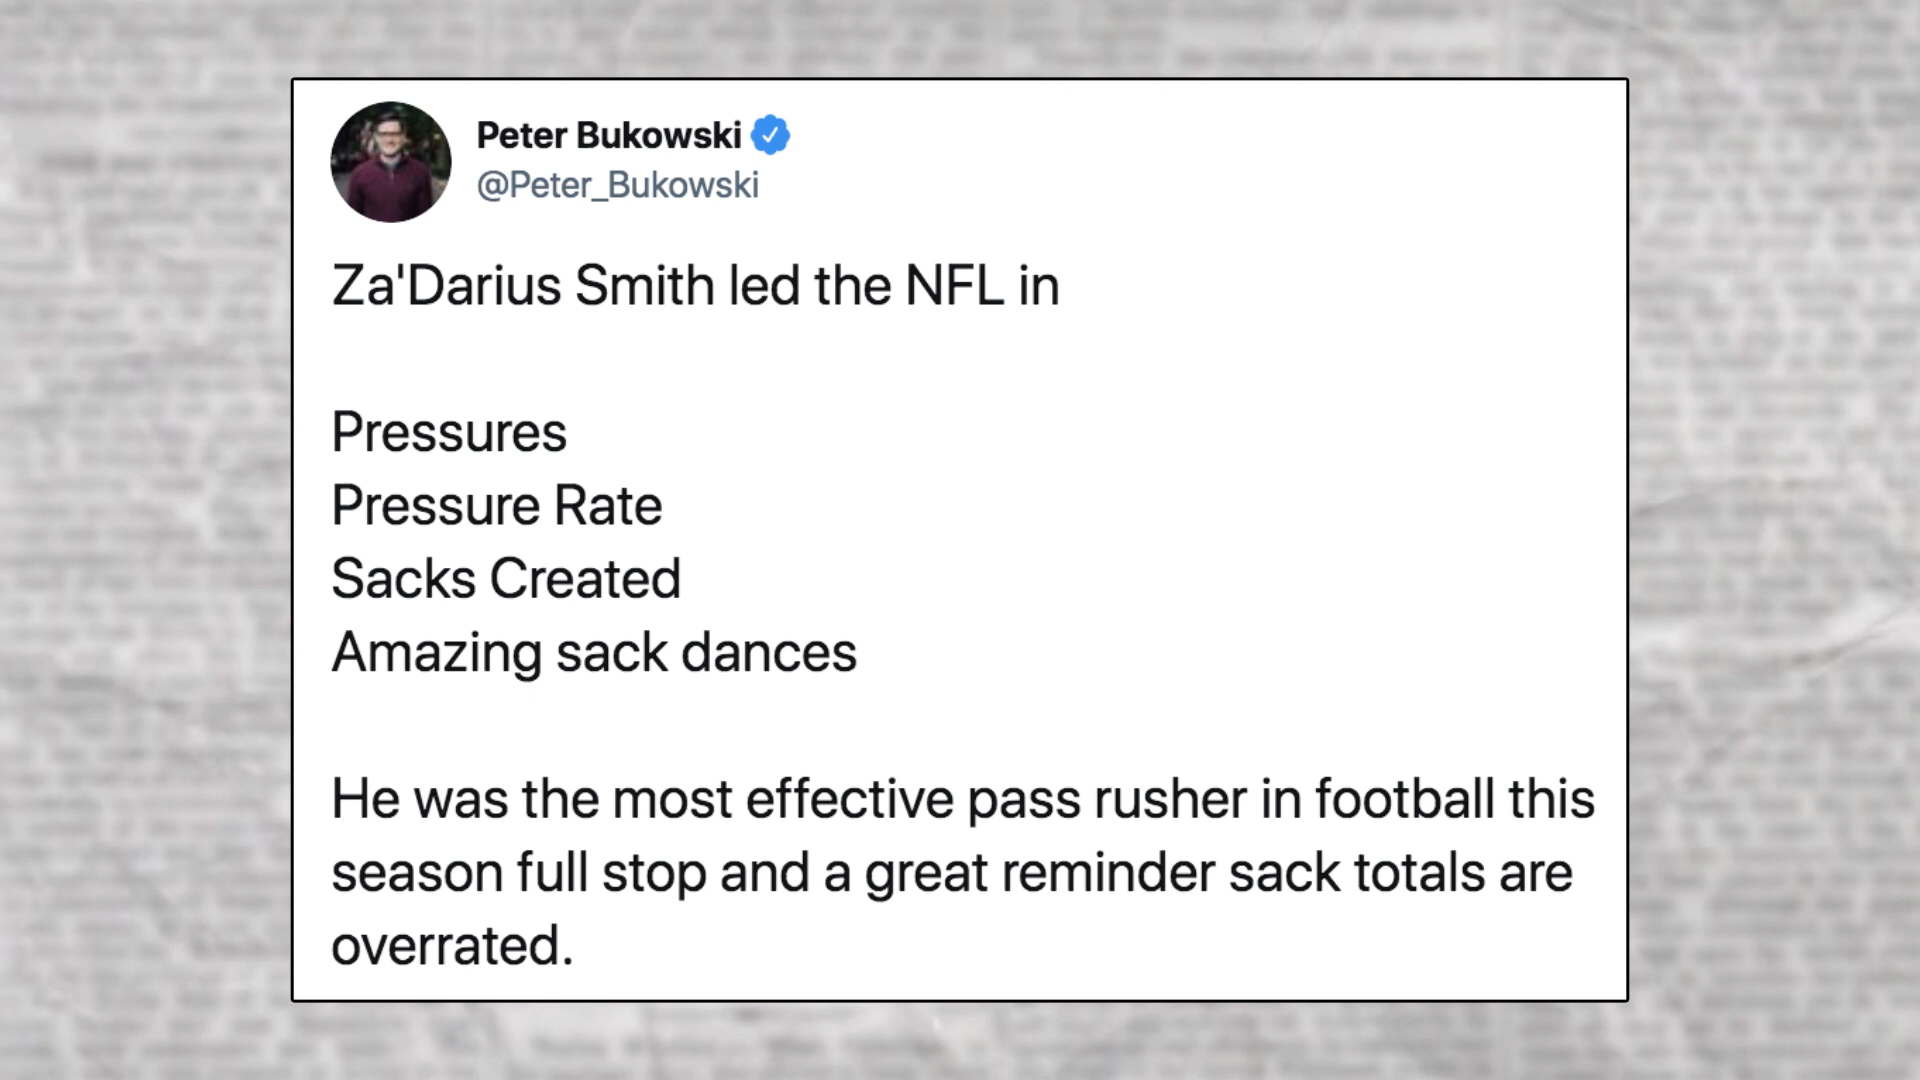 Peter Bukowski
@Peter_Bukowski
Za'Darius Smith led the NFL in
Pressures
Pressure Rate
Sacks Created
Amazing sack dances
He was the most effective pass rusher in football this
season full stop and a great reminder sack totals are
overrated.